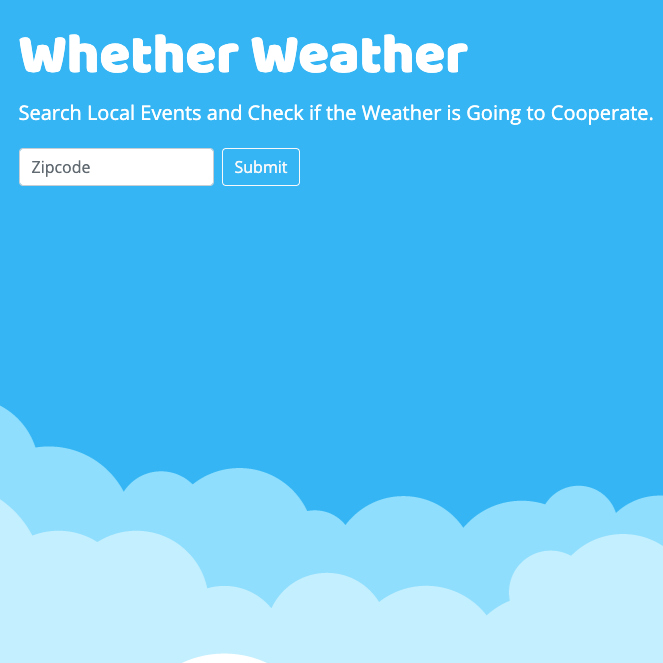 Whether Weather
Search Local Events and Check if the Weather is Going to Cooperate.
Zipcode Submit